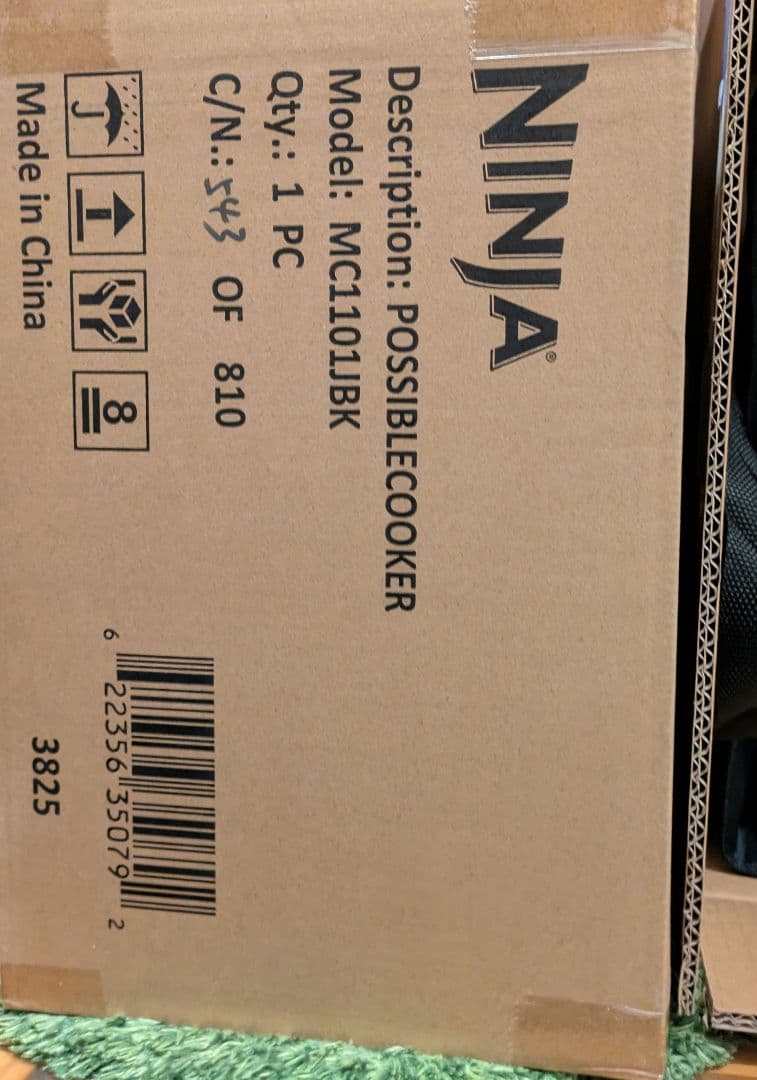 NINJA®
Description: POSSIBLECOOKER
Model: MC1101JBK
Qty.: 1 PC
C/N.: 543 OF 810
8
Made in China
6 22356 35079 2
3825